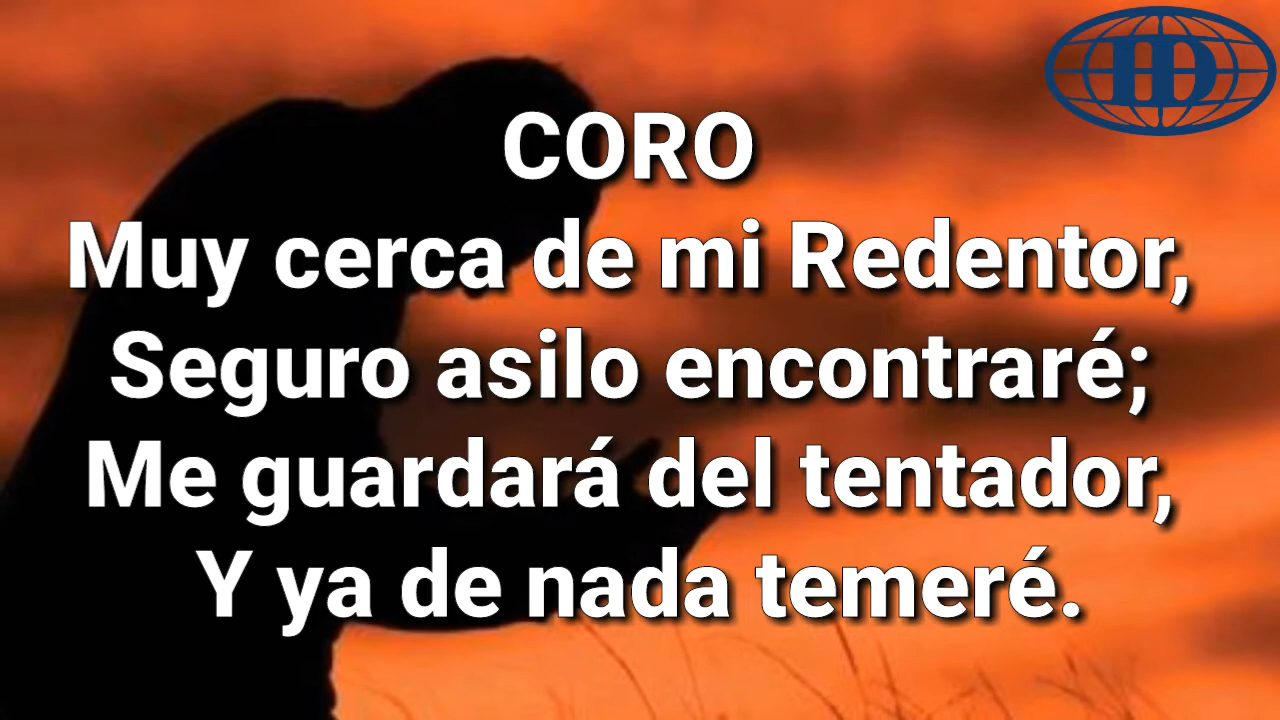 CORO
Muy cerca de mi Redentor,
Seguro asilo encontraré;
Me guardará del tentador,
Y ya de nada temeré.